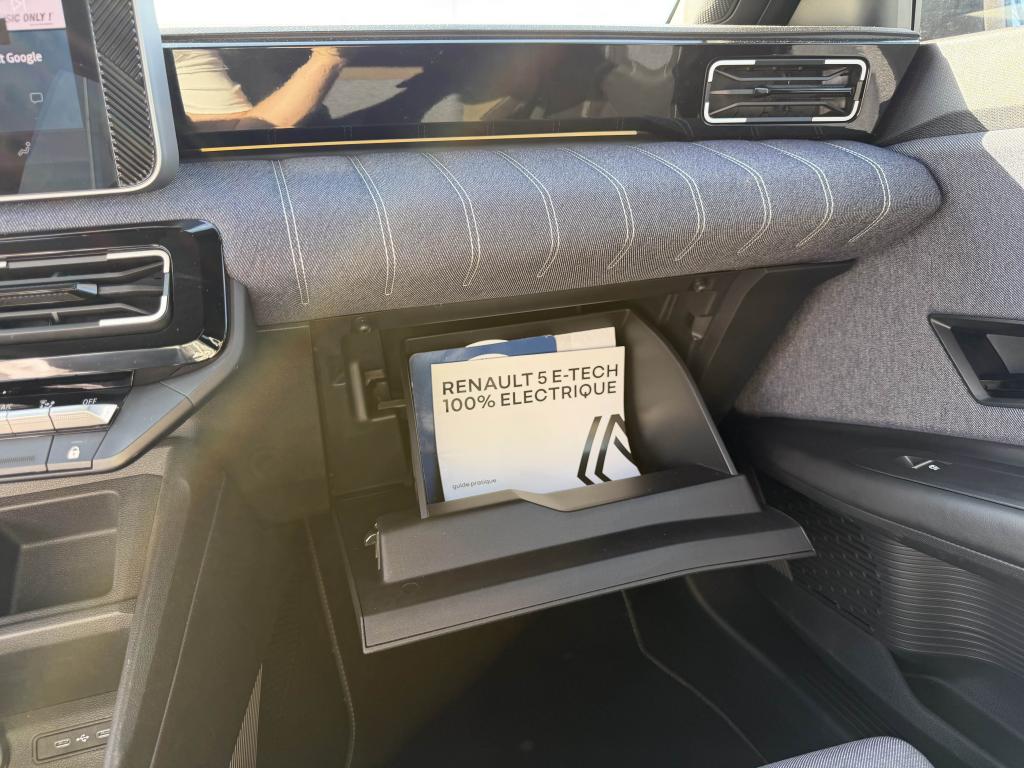 SIC ONLY !
t Google
OFF
RENAULT 5 E-TECH
100% ELECTRIQUE
guide pratique